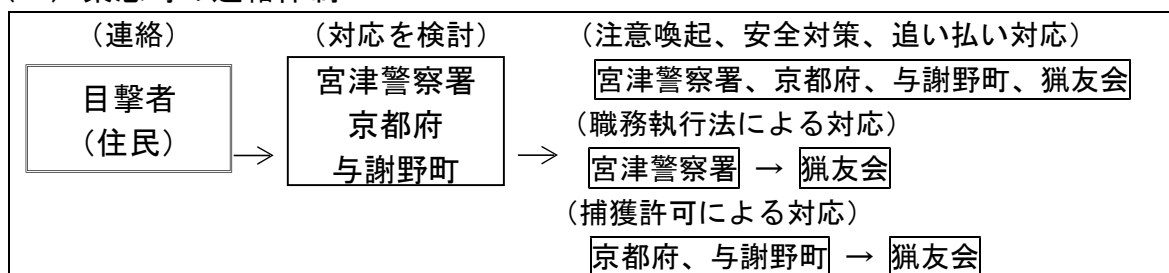 （連絡）
（対応を検討）
（注意喚起、安全対策、追い払い対応）
目撃者
（住民）
→
宮津警察署
京都府
与謝野町
→
宮津警察署、京都府、与謝野町、猟友会
（職務執行法による対応）
宮津警察署 → 猟友会
（捕獲許可による対応）
京都府、与謝野町 → 猟友会